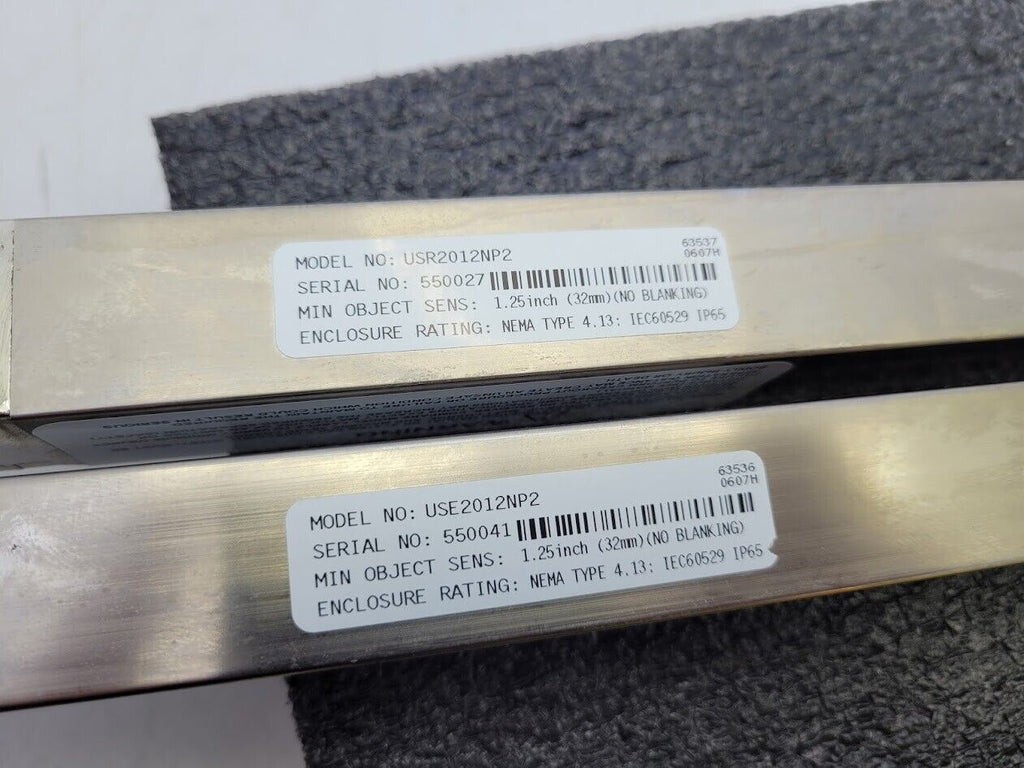 MODEL NO: USR2012NP2
63537
0607H
SERIAL NO: 550027
MIN OBJECT SENS: 1.25inch (32mm)(NO BLANKING)
ENCLOSURE RATING: NEMA TYPE 4.13: IEC60529 IP65
MODEL NO: USE2012NP2
63536
0607H
SERIAL NO: 550041
MIN OBJECT SENS: 1.25inch (32mm)(NO BLANKING)
ENCLOSURE RATING: NEMA TYPE 4.13: IEC60529 IP65